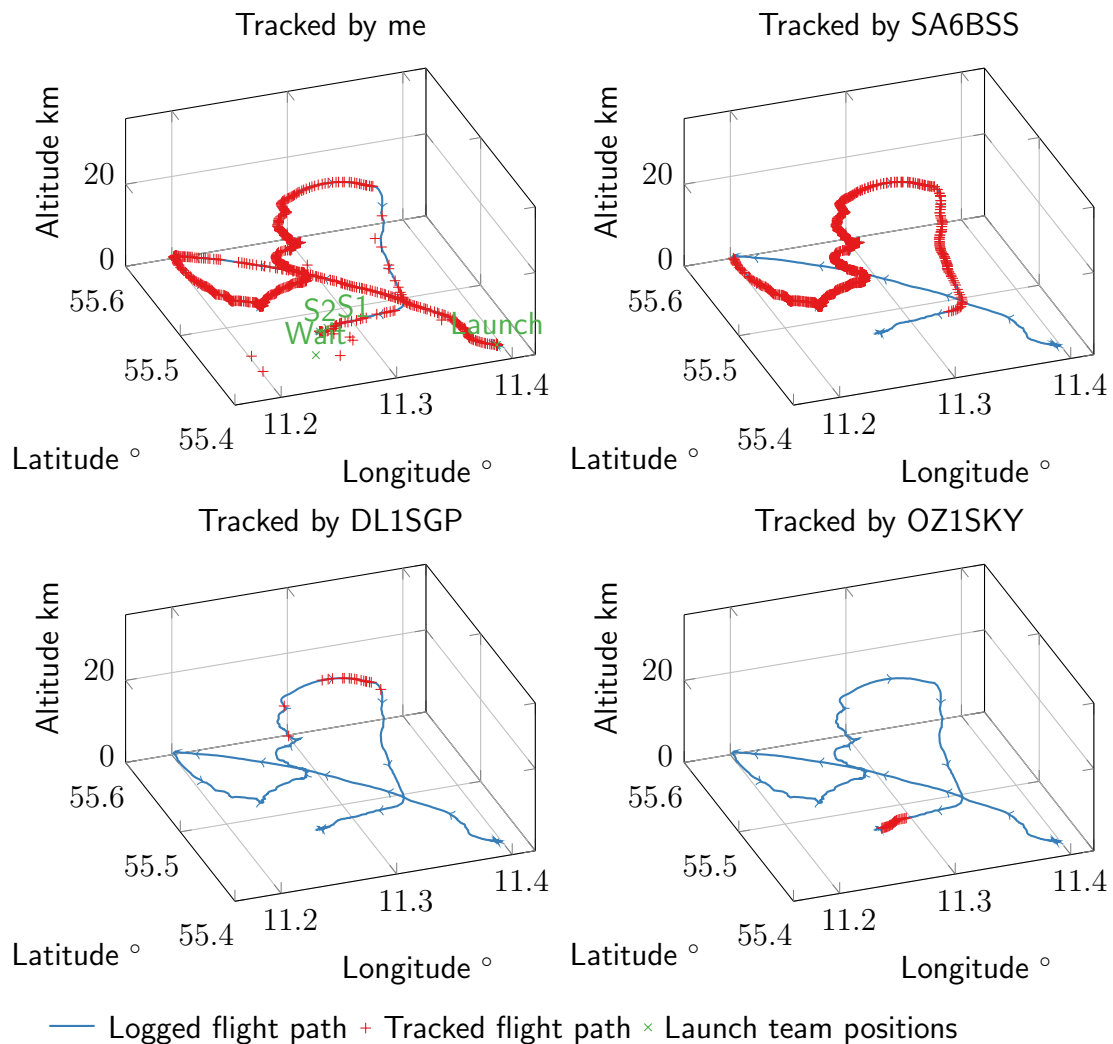 Tracked by me
Tracked by SA6BSS
Altitude km
20
0
55.6
55.5
55.4
11.2
11.3
11.4
Latitude °
Longitude °
S2
S1
Wait
Launch
Altitude km
20
0
55.6
55.5
55.4
11.2
11.3
11.4
Latitude °
Longitude °
Tracked by DL1SGP
Tracked by OZ1SKY
Altitude km
20
0
55.6
55.5
55.4
11.2
11.3
11.4
Latitude °
Longitude °
Altitude km
20
0
55.6
55.5
55.4
11.2
11.3
11.4
Latitude °
Longitude °
Logged flight path + Tracked flight path × Launch team positions